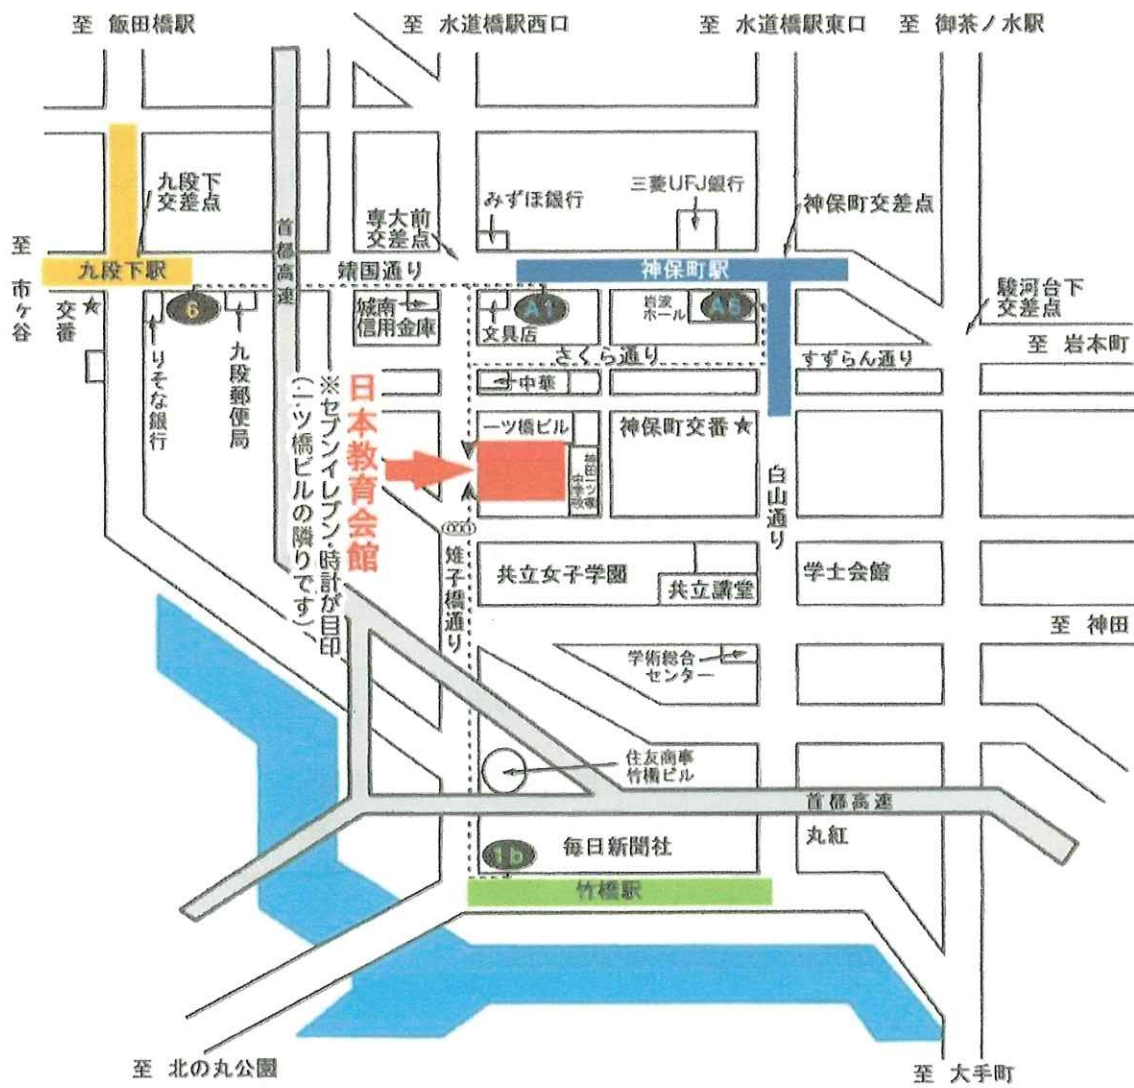 至 飯田橋駅
至 水道橋駅西口
至 水道橋駅東口
至 御茶ノ水駅
九段下
交差点
首都高速
専大前
交差点
みずほ銀行
三菱UFJ銀行
神保町交差点
至 市ヶ谷
九段下駅
靖国通り
神保町駅
駿河台下
交差点
交番★
6
城南
信用金庫
文具店
A1
岩波
ホール
りそな銀行
九段郵便局
さくら通り
すずらん通り
至 岩本町
中華
日本教育会館
※セブンイレブン・時計が目印
(一ツ橋ビルの隣りです)
一ツ橋ビル
神保町交番★
白山通り
雉子橋通り
共立女子学園
共立講堂
学士会館
至 神田
学術総合
センター
住友商事
竹橋ビル
首都高速
丸紅
1b
毎日新聞社
竹橋駅
至 北の丸公園
至 大手町